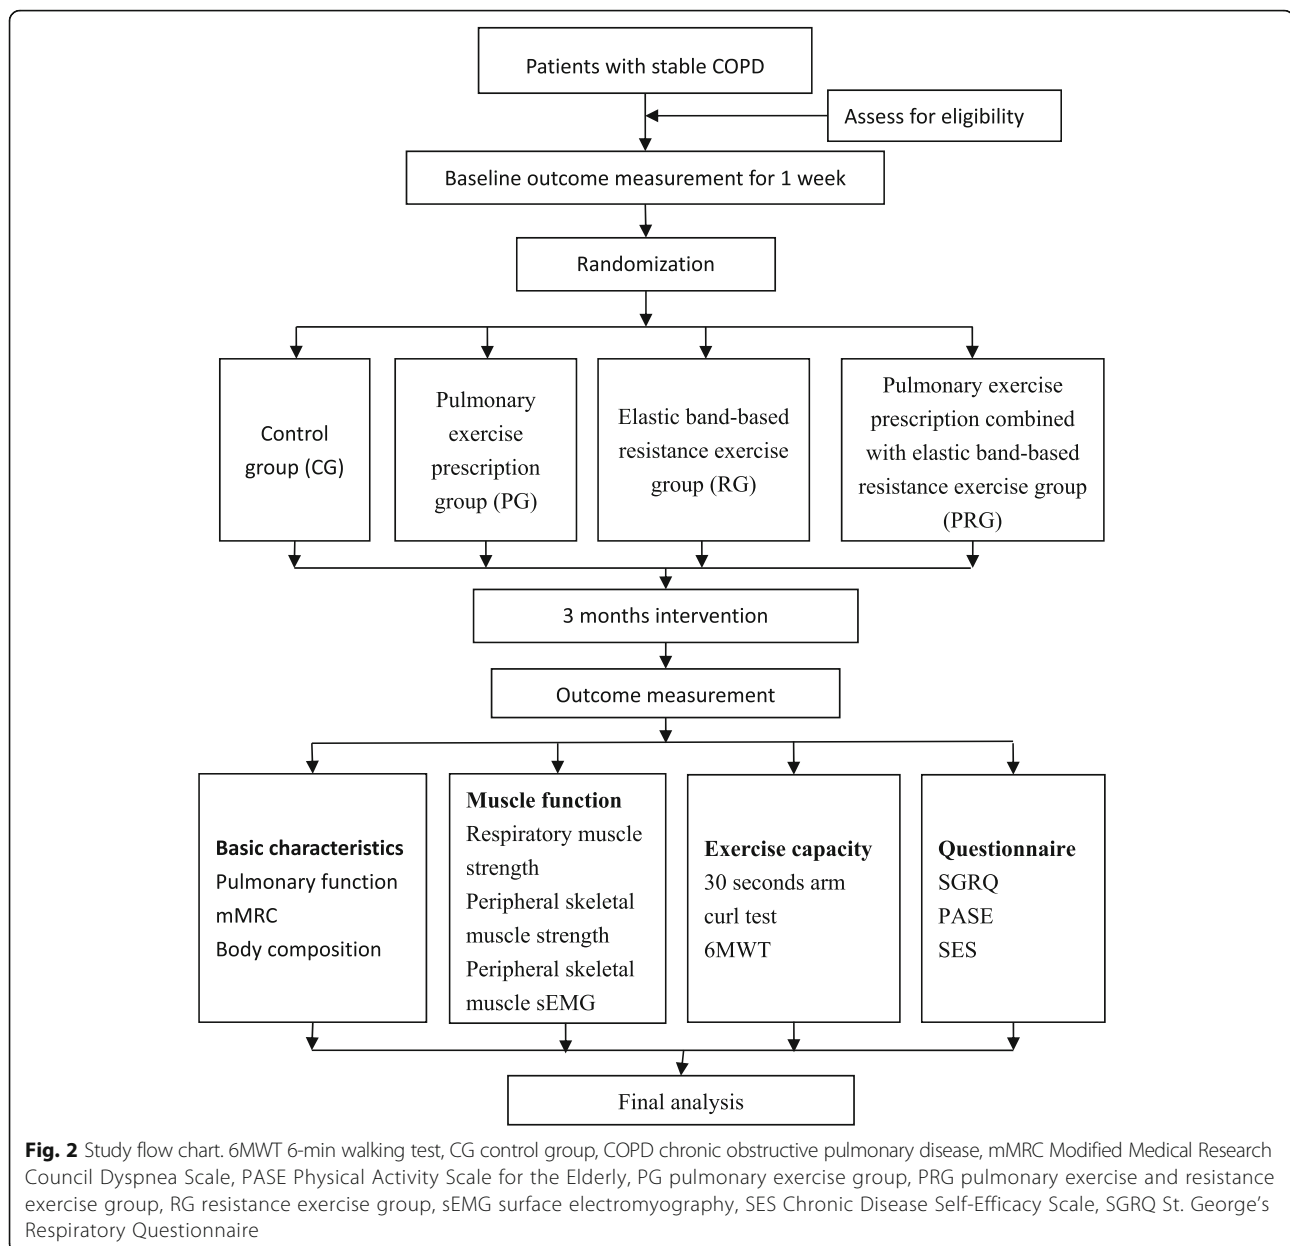 Patients with stable COPD
Assess for eligibility
Baseline outcome measurement for 1 week
Randomization
Control
group (CG)
Pulmonary
exercise
prescription
group (PG)
Elastic band-based
resistance exercise
group (RG)
Pulmonary exercise
prescription combined
with elastic band-based
resistance exercise group
(PRG)
3 months intervention
Outcome measurement
Basic characteristics
Pulmonary function
mMRC
Body composition
Muscle function
Respiratory muscle
strength
Peripheral skeletal
muscle strength
Peripheral skeletal
muscle sEMG
Exercise capacity
30 seconds arm
curl test
6MWT
Questionnaire
SGRQ
PASE
SES
Final analysis
Fig. 2 Study flow chart. 6MWT 6-min walking test, CG control group, COPD chronic obstructive pulmonary disease, mMRC Modified Medical Research
Council Dyspnea Scale, PASE Physical Activity Scale for the Elderly, PG pulmonary exercise group, PRG pulmonary exercise and resistance
exercise group, RG resistance exercise group, sEMG surface electromyography, SES Chronic Disease Self-Efficacy Scale, SGRQ St. George's
Respiratory Questionnaire